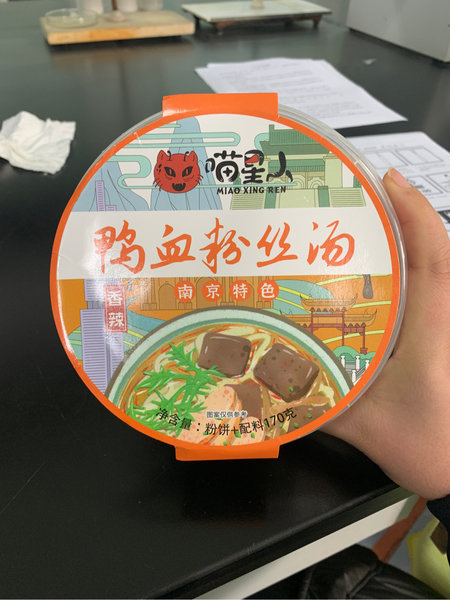 喵星人
MIAO XING REN
鸭血粉丝汤
香辣
南京特色
图案仅供参考
净含量：粉饼+配料170克